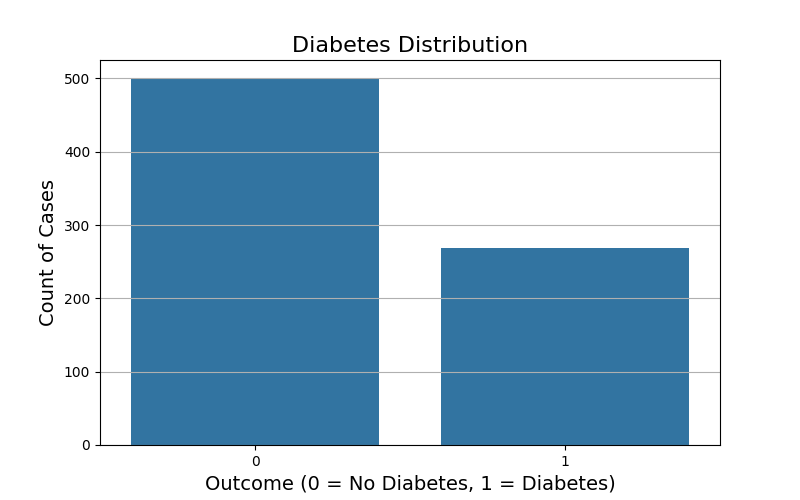 Diabetes Distribution
500
400
300
200
100
0
Count of Cases
0 1
Outcome (0 = No Diabetes, 1 = Diabetes)